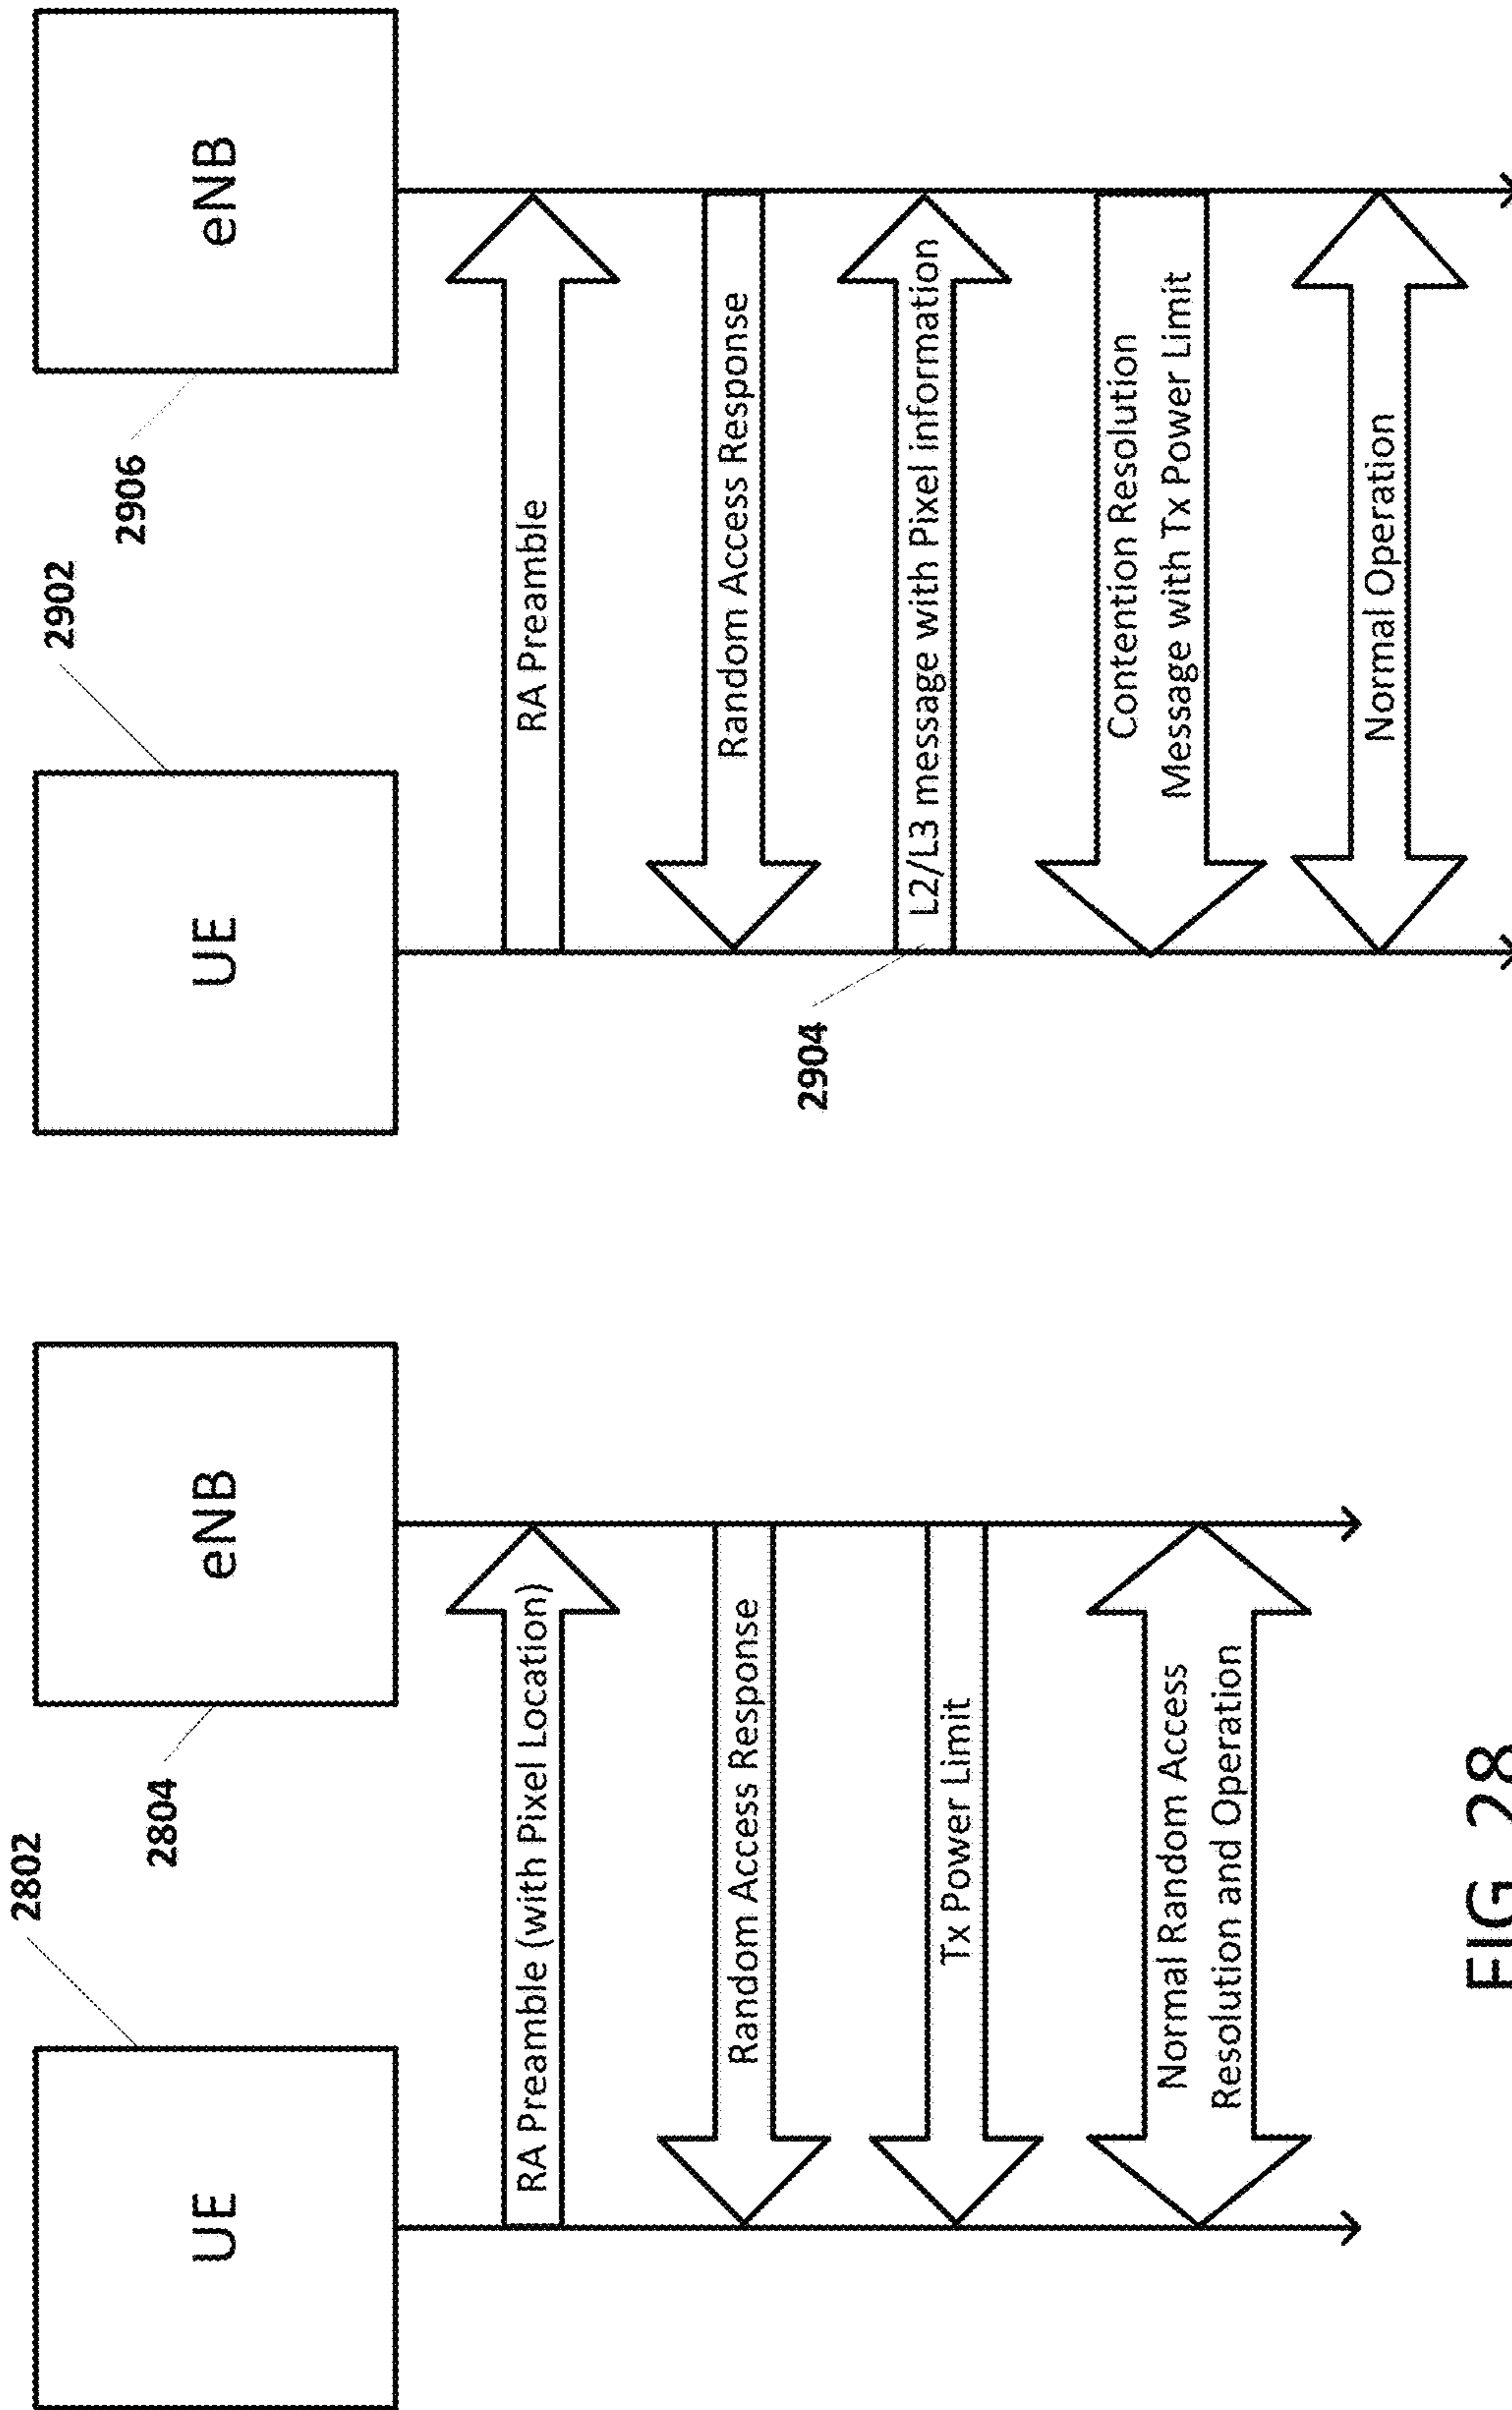 2802
UE
2804
eNB
RA Preamble (with Pixel Location)
Random Access Response
Tx Power Limit
Normal Random Access
Resolution and Operation
FIG. 28
2902
UE
2906
eNB
RA Preamble
Random Access Response
2904
L2/L3 message with Pixel information
Contention Resolution
Message with Tx Power Limit
Normal Operation